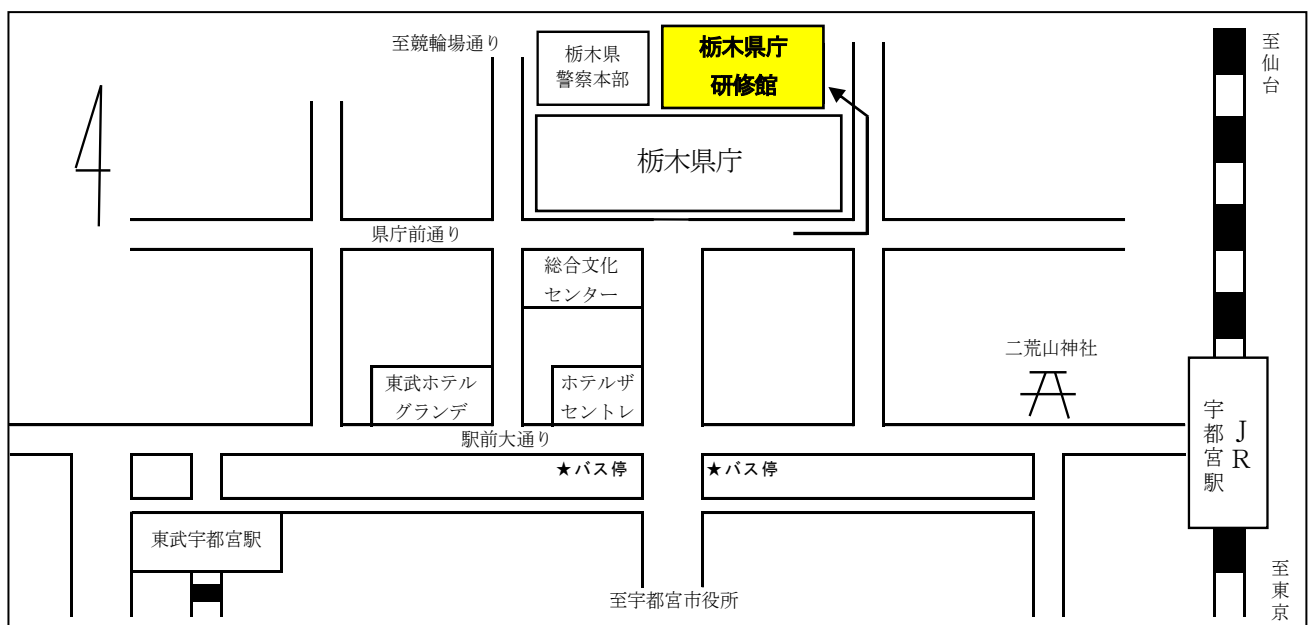 至競輪場通り
栃木県
警察本部
栃木県庁
研修館
至仙台
栃木県庁
県庁前通り
総合文化
センター
二荒山神社
東武ホテル
グランデ
ホテルザ
セントレ
JR
宇都宮駅
駅前大通り
★バス停
★バス停
東武宇都宮駅
至宇都宮市役所
至東京